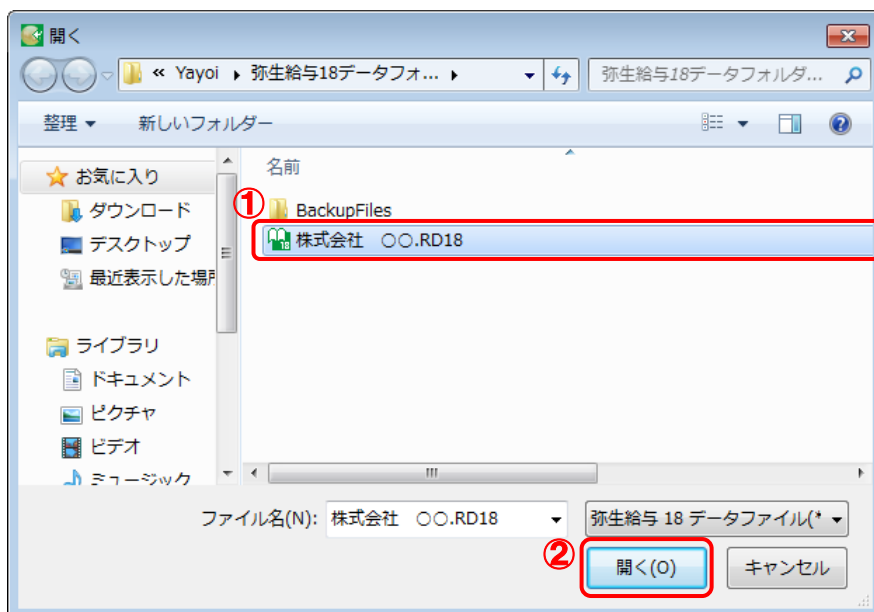 開く
« Yayoi ▸ 弥生給与18データフォ... ▸
弥生給与18データフォルダ...
整理 ▼ 新しいフォルダー
お気に入り
ダウンロード
デスクトップ
最近表示した場所
ライブラリ
ドキュメント
ピクチャ
ビデオ
ミュージック
名前
①
BackupFiles
株式会社 ○○.RD18
18
ファイル名(N): 株式会社 ○○.RD18
弥生給与 18 データファイル(*
②
開く(O)
キャンセル